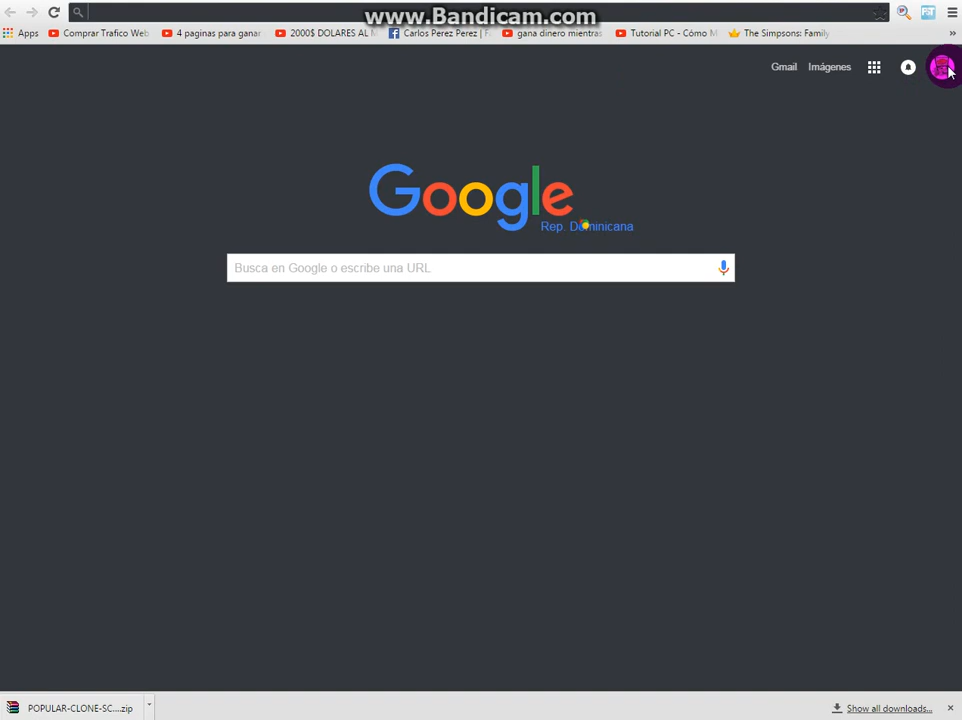 www.Bandicam.com
Apps Comprar Trafico Web 4 paginas para ganar 2000$ DOLARES AL Carlos Perez Perez | F gana dinero mientras Tutorial PC - Cómo M The Simpsons: Family »
Gmail Imágenes
Google
Rep. Dominicana
Busca en Google o escribe una URL
POPULAR-CLONE-SC....zip Show all downloads...